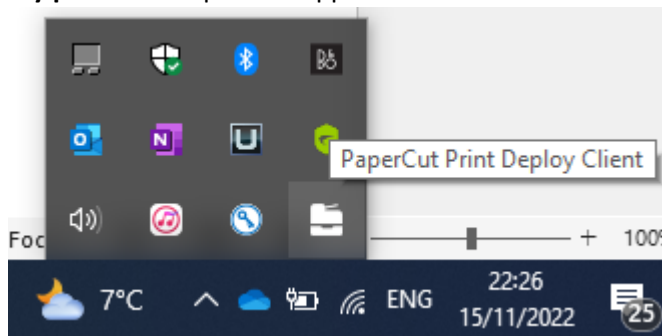 PaperCut Print Deploy Client
Foc
100%
7°C
ENG
22:26
15/11/2022
25